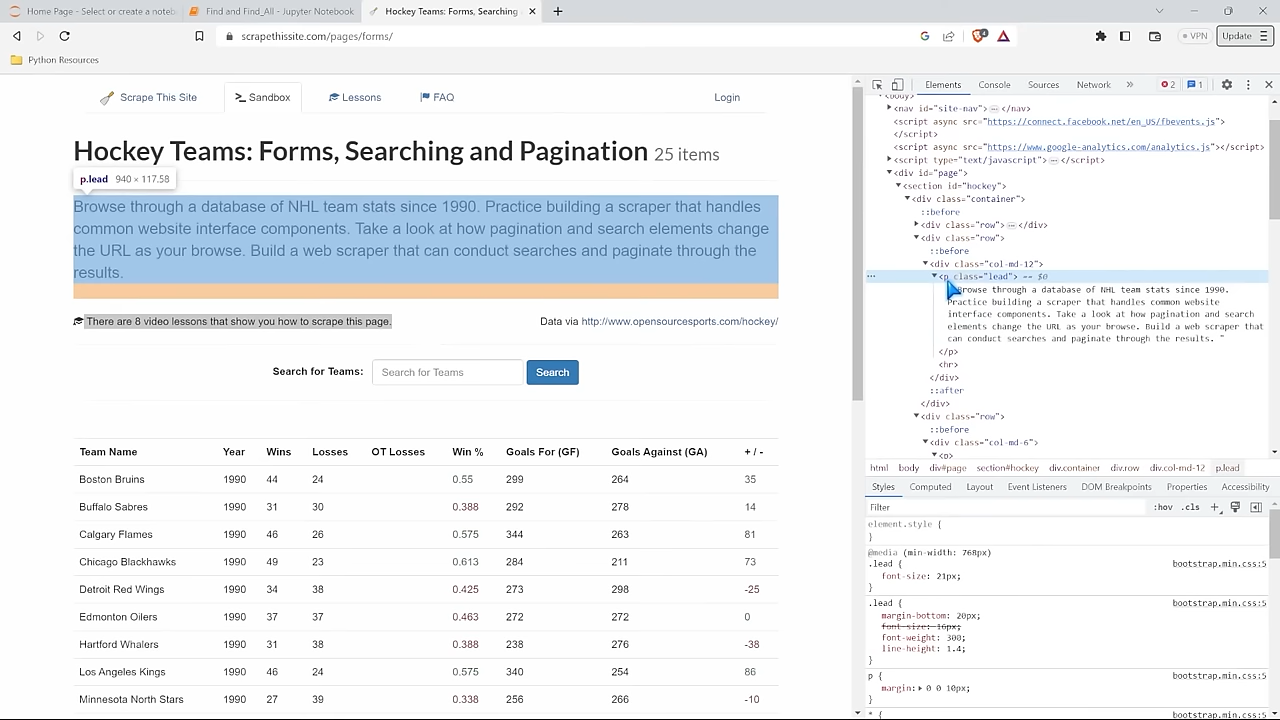 Home Page - Select or create a noteb
Find and Find_All - Jupyter Notebook
Hockey Teams: Forms, Searching
scrapethissite.com/pages/forms/
VPN
Update
Python Resources
Scrape This Site
Sandbox
Lessons
FAQ
Login
Hockey Teams: Forms, Searching and Pagination 25 items
p.lead 940 × 117.58
Browse through a database of NHL team stats since 1990. Practice building a scraper that handles
common website interface components. Take a look at how pagination and search elements change
the URL as your browse. Build a web scraper that can conduct searches and paginate through the
results.
There are 8 video lessons that show you how to scrape this page.
Data via http://www.opensourcesports.com/hockey/
Search for Teams:
Search for Teams
Search
Team Name Year Wins Losses OT Losses Win % Goals For (GF) Goals Against (GA) + / -
Boston Bruins 1990 44 24 0.55 299 264 35
Buffalo Sabres 1990 31 30 0.388 292 278 14
Calgary Flames 1990 46 26 0.575 344 263 81
Chicago Blackhawks 1990 49 23 0.613 284 211 73
Detroit Red Wings 1990 34 38 0.425 273 298 -25
Edmonton Oilers 1990 37 37 0.463 272 272 0
Hartford Whalers 1990 31 38 0.388 238 276 -38
Los Angeles Kings 1990 46 24 0.575 340 254 86
Minnesota North Stars 1990 27 39 0.338 256 266 -10
Elements Console Sources Network » 2 1
<body>
<nav id="site-nav">…</nav>
<script async src="https://connect.facebook.net/en_US/fbevents.js">
</script>
<script async src="https://www.google-analytics.com/analytics.js"></script>
<script type="text/javascript">…</script>
<div id="page">
<section id="hockey">
<div class="container">
::before
<div class="row">…</div>
<div class="row">
::before
<div class="col-md-12">
<p class="lead"> == $0
Browse through a database of NHL team stats since 1990.
Practice building a scraper that handles common website
interface components. Take a look at how pagination and search
elements change the URL as your browse. Build a web scraper that
can conduct searches and paginate through the results. "
</p>
<hr>
</div>
::after
</div>
<div class="row">
::before
<div class="col-md-6">
<p>
html body div#page section#hockey div.container div.row div.col-md-12 p.lead
Styles Computed Layout Event Listeners DOM Breakpoints Properties Accessibility
Filter
:hov .cls +
element.style {
}
@media (min-width: 768px)
.lead { bootstrap.min.css:5
font-size: 21px;
}
.lead { bootstrap.min.css:5
margin-bottom: 20px;
font-size: 16px;
font-weight: 300;
line-height: 1.4;
}
p { bootstrap.min.css:5
margin: 0 0 10px;
}
* { bootstrap.min.css:5